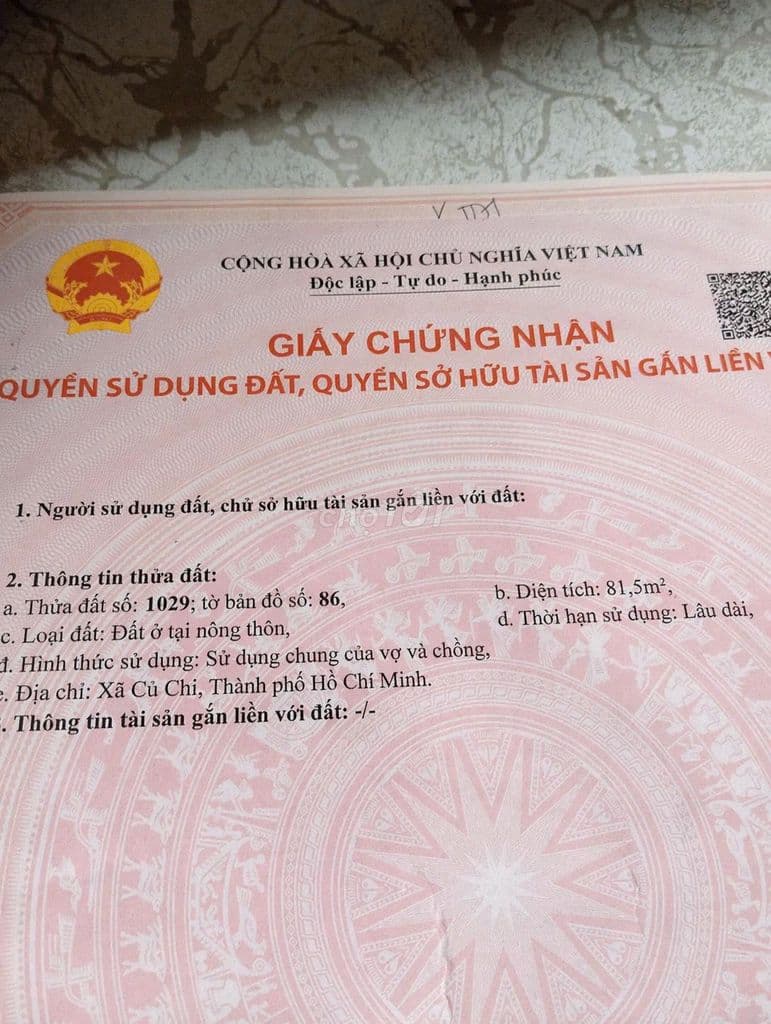 CỘNG HÒA XÃ HỘI CHỦ NGHĨA VIỆT NAM
Độc lập - Tự do - Hạnh phúc
GIẤY CHỨNG NHẬN
QUYỀN SỬ DỤNG ĐẤT, QUYỀN SỞ HỮU TÀI SẢN GẮN LIỀN
1. Người sử dụng đất, chủ sở hữu tài sản gắn liền với đất:
chợTỐT
2. Thông tin thửa đất:
a. Thửa đất số: 1029; tờ bản đồ số: 86,
b. Diện tích: 81,5m²,
c. Loại đất: Đất ở tại nông thôn,
d. Thời hạn sử dụng: Lâu dài,
đ. Hình thức sử dụng: Sử dụng chung của vợ và chồng,
e. Địa chỉ: Xã Củ Chi, Thành phố Hồ Chí Minh.
. Thông tin tài sản gắn liền với đất: -/-